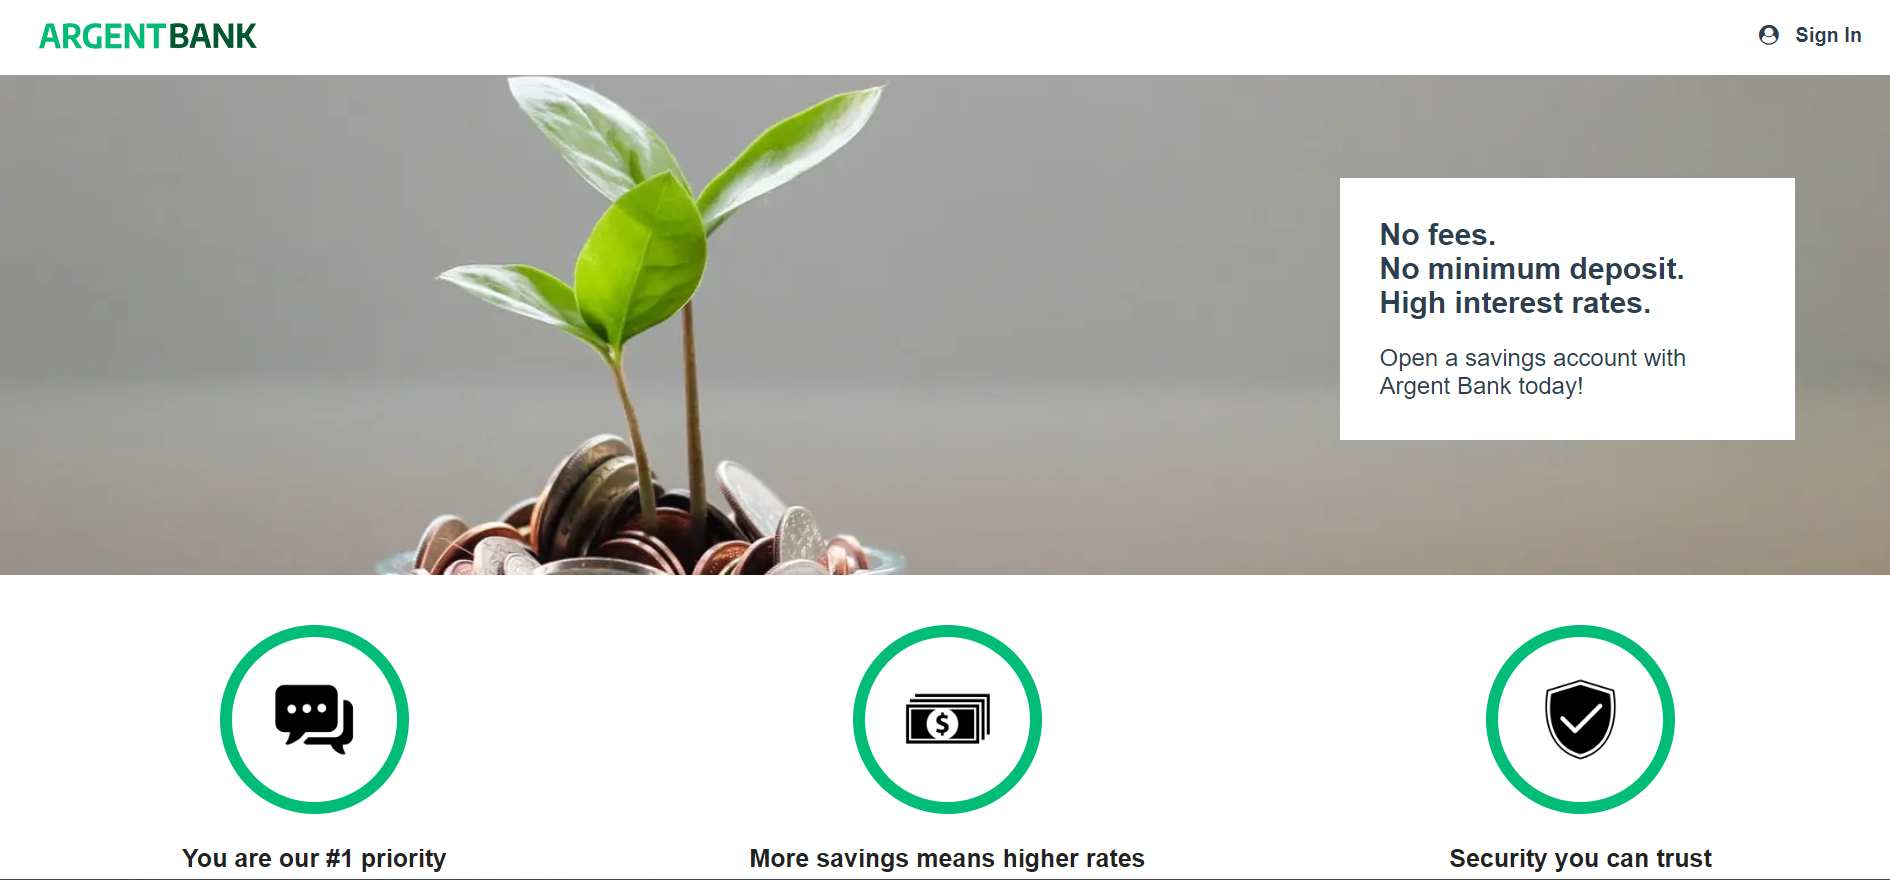 ARGENTBANK
Sign In
No fees.
No minimum deposit.
High interest rates.
Open a savings account with
Argent Bank today!
$
You are our #1 priority
More savings means higher rates
Security you can trust